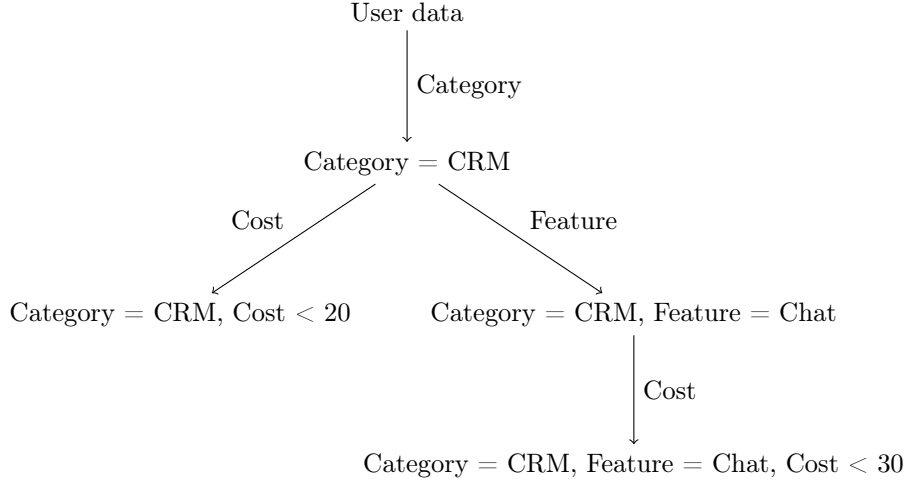 User data
Category
Category = CRM
Cost
Feature
Category = CRM, Cost < 20
Category = CRM, Feature = Chat
Cost
Category = CRM, Feature = Chat, Cost < 30